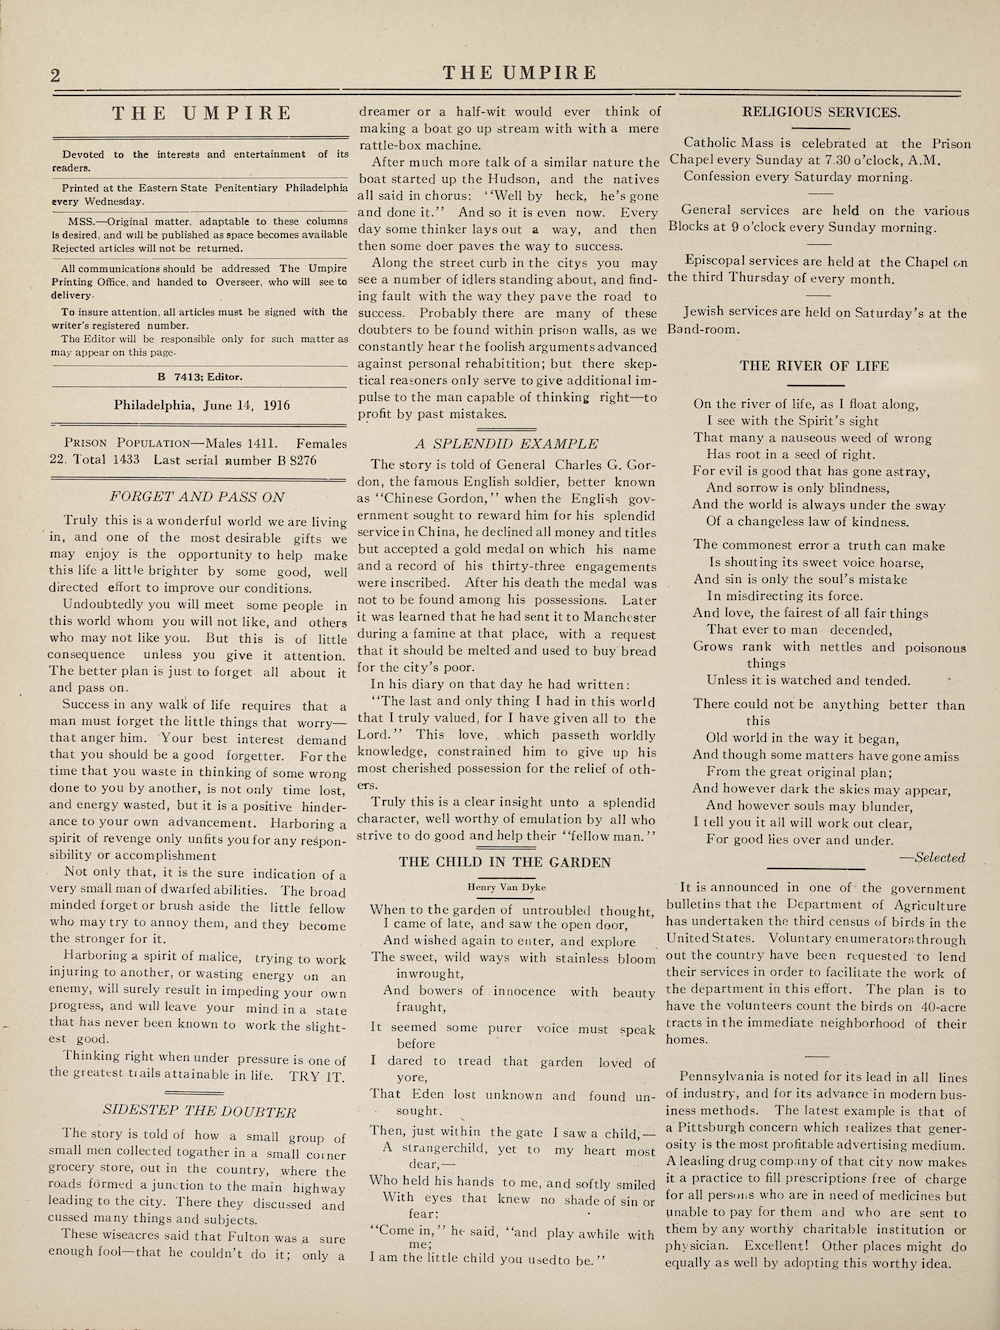 2
THE UMPIRE
THE UMPIRE
Devoted to the interests and entertainment of its
readers.
Printed at the Eastern State Penitentiary Philadelphia
every Wednesday.
MSS.—Original matter, adaptable to these columns
is desired, and will be published as space becomes available
Rejected articles will not be returned.
All communications should be addressed The Umpire
Printing Office, and handed to Overseer, who will see to
delivery.
To insure attention, all articles must be signed with the
writer's registered number.
The Editor will be responsible only for such matter as
may appear on this page.
B 7413; Editor.
Philadelphia, June 14, 1916
PRISON POPULATION—Males 1411. Females
22. Total 1433 Last serial number B 8276
FORGET AND PASS ON
Truly this is a wonderful world we are living
in, and one of the most desirable gifts we
may enjoy is the opportunity to help make
this life a little brighter by some good, well
directed effort to improve our conditions.
Undoubtedly you will meet some people in
this world whom you will not like, and others
who may not like you. But this is of little
consequence unless you give it attention.
The better plan is just to forget all about it
and pass on.
Success in any walk of life requires that a
man must forget the little things that worry—
that anger him. Your best interest demand
that you should be a good forgetter. For the
time that you waste in thinking of some wrong
done to you by another, is not only time lost,
and energy wasted, but it is a positive hinder-
ance to your own advancement. Harboring a
spirit of revenge only unfits you for any respon-
sibility or accomplishment
Not only that, it is the sure indication of a
very small man of dwarfed abilities. The broad
minded forget or brush aside the little fellow
who may try to annoy them, and they become
the stronger for it.
Harboring a spirit of malice, trying to work
injuring to another, or wasting energy on an
enemy, will surely result in impeding your own
progress, and will leave your mind in a state
that has never been known to work the slight-
est good.
Thinking right when under pressure is one of
the greatest trails attainable in life. TRY IT.
SIDESTEP THE DOUBTER
The story is told of how a small group of
small men collected togather in a small corner
grocery store, out in the country, where the
roads formed a junction to the main highway
leading to the city. There they discussed and
cussed many things and subjects.
These wiseacres said that Fulton was a sure
enough fool—that he couldn't do it; only a
dreamer or a half-wit would ever think of
making a boat go up stream with with a mere
rattle-box machine.
After much more talk of a similar nature the
boat started up the Hudson, and the natives
all said in chorus: "Well by heck, he's gone
and done it." And so it is even now. Every
day some thinker lays out a way, and then
then some doer paves the way to success.
Along the street curb in the citys you may
see a number of idlers standing about, and find-
ing fault with the way they pave the road to
success. Probably there are many of these
doubters to be found within prison walls, as we
constantly hear the foolish arguments advanced
against personal rehabitition; but there skep-
tical reasoners only serve to give additional im-
pulse to the man capable of thinking right—to
profit by past mistakes.
A SPLENDID EXAMPLE
The story is told of General Charles G. Gor-
don, the famous English soldier, better known
as "Chinese Gordon," when the English gov-
ernment sought to reward him for his splendid
service in China, he declined all money and titles
but accepted a gold medal on which his name
and a record of his thirty-three engagements
were inscribed. After his death the medal was
not to be found among his possessions. Later
it was learned that he had sent it to Manchester
during a famine at that place, with a request
that it should be melted and used to buy bread
for the city's poor.
In his diary on that day he had written:
"The last and only thing I had in this world
that I truly valued, for I have given all to the
Lord." This love, which passeth worldly
knowledge, constrained him to give up his
most cherished possession for the relief of oth-
ers.
Truly this is a clear insight unto a splendid
character, well worthy of emulation by all who
strive to do good and help their "fellow man."
THE CHILD IN THE GARDEN
Henry Van Dyke
When to the garden of untroubled thought,
I came of late, and saw the open door,
And wished again to enter, and explore
The sweet, wild ways with stainless bloom
inwrought,
And bowers of innocence with beauty
fraught,
It seemed some purer voice must speak
before
I dared to tread that garden loved of
yore,
That Eden lost unknown and found un-
sought.
Then, just within the gate I saw a child,—
A strangerchild, yet to my heart most
dear,—
Who held his hands to me, and softly smiled
With eyes that knew no shade of sin or
fear:
"Come in," he said, "and play awhile with
me;
I am the little child you usedto be."
RELIGIOUS SERVICES.
Catholic Mass is celebrated at the Prison
Chapel every Sunday at 7.30 o'clock, A.M.
Confession every Saturday morning.
General services are held on the various
Blocks at 9 o'clock every Sunday morning.
Episcopal services are held at the Chapel on
the third Thursday of every month.
Jewish services are held on Saturday's at the
Band-room.
THE RIVER OF LIFE
On the river of life, as I float along,
I see with the Spirit's sight
That many a nauseous weed of wrong
Has root in a seed of right.
For evil is good that has gone astray,
And sorrow is only blindness,
And the world is always under the sway
Of a changeless law of kindness.
The commonest error a truth can make
Is shouting its sweet voice hoarse,
And sin is only the soul's mistake
In misdirecting its force.
And love, the fairest of all fair things
That ever to man decended,
Grows rank with nettles and poisonous
things
Unless it is watched and tended.
There could not be anything better than
this
Old world in the way it began,
And though some matters have gone amiss
From the great original plan;
And however dark the skies may appear,
And however souls may blunder,
I tell you it all will work out clear,
For good lies over and under.
—Selected
It is announced in one of the government
bulletins that the Department of Agriculture
has undertaken the third census of birds in the
United States. Voluntary enumerators through
out the country have been requested to lend
their services in order to facilitate the work of
the department in this effort. The plan is to
have the volunteers count the birds on 40-acre
tracts in the immediate neighborhood of their
homes.
Pennsylvania is noted for its lead in all lines
of industry, and for its advance in modern bus-
iness methods. The latest example is that of
a Pittsburgh concern which realizes that gener-
osity is the most profitable advertising medium.
A leading drug company of that city now makes
it a practice to fill prescriptions free of charge
for all persons who are in need of medicines but
unable to pay for them and who are sent to
them by any worthy charitable institution or
physician. Excellent! Other places might do
equally as well by adopting this worthy idea.